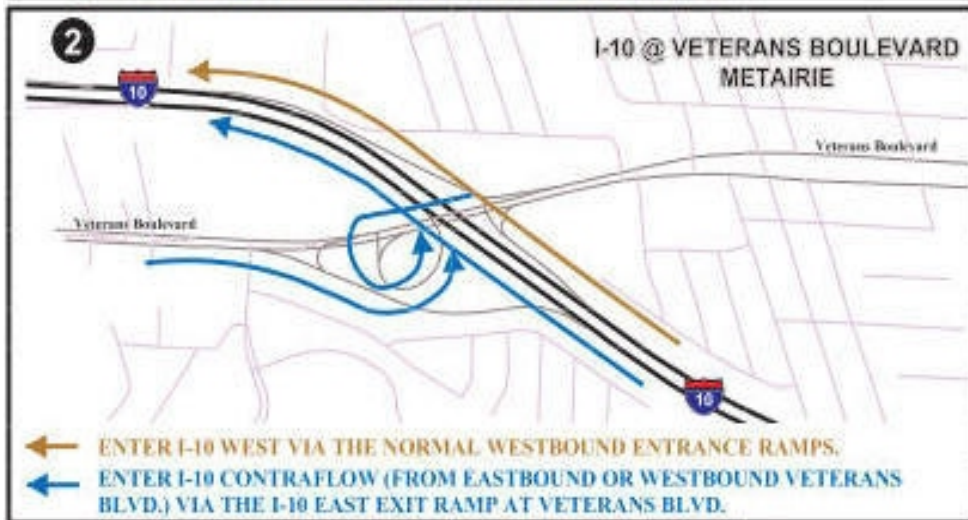 2
I-10 @ VETERANS BOULEVARD
METAIRIE
10
Veterans Boulevard
Veterans Boulevard
10
ENTER I-10 WEST VIA THE NORMAL WESTBOUND ENTRANCE RAMPS.
ENTER I-10 CONTRAFLOW (FROM EASTBOUND OR WESTBOUND VETERANS
BLVD.) VIA THE I-10 EAST EXIT RAMP AT VETERANS BLVD.